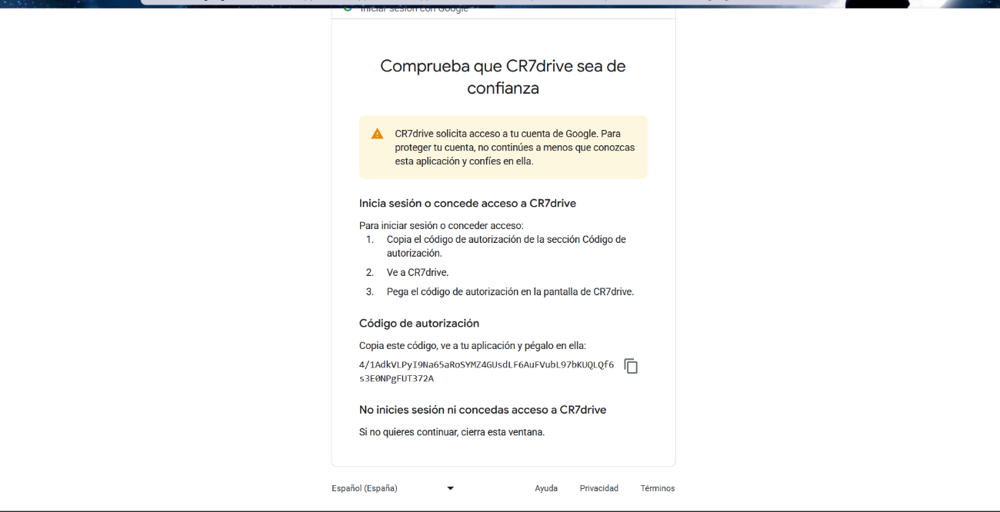 Iniciar sesión con Google
Comprueba que CR7drive sea de
confianza
CR7drive solicita acceso a tu cuenta de Google. Para
proteger tu cuenta, no continúes a menos que conozcas
esta aplicación y confíes en ella.
Inicia sesión o concede acceso a CR7drive
Para iniciar sesión o conceder acceso:
1. Copia el código de autorización de la sección Código de
autorización.
2. Ve a CR7drive.
3. Pega el código de autorización en la pantalla de CR7drive.
Código de autorización
Copia este código, ve a tu aplicación y pégalo en ella:
4/1AdkVLPyI9Na65aRoSYMZ4GUsdLF6AuFVubL97bKUQLQf6
s3E0NPgFUT372A
No inicies sesión ni concedas acceso a CR7drive
Si no quieres continuar, cierra esta ventana.
Español (España)
Ayuda Privacidad Términos